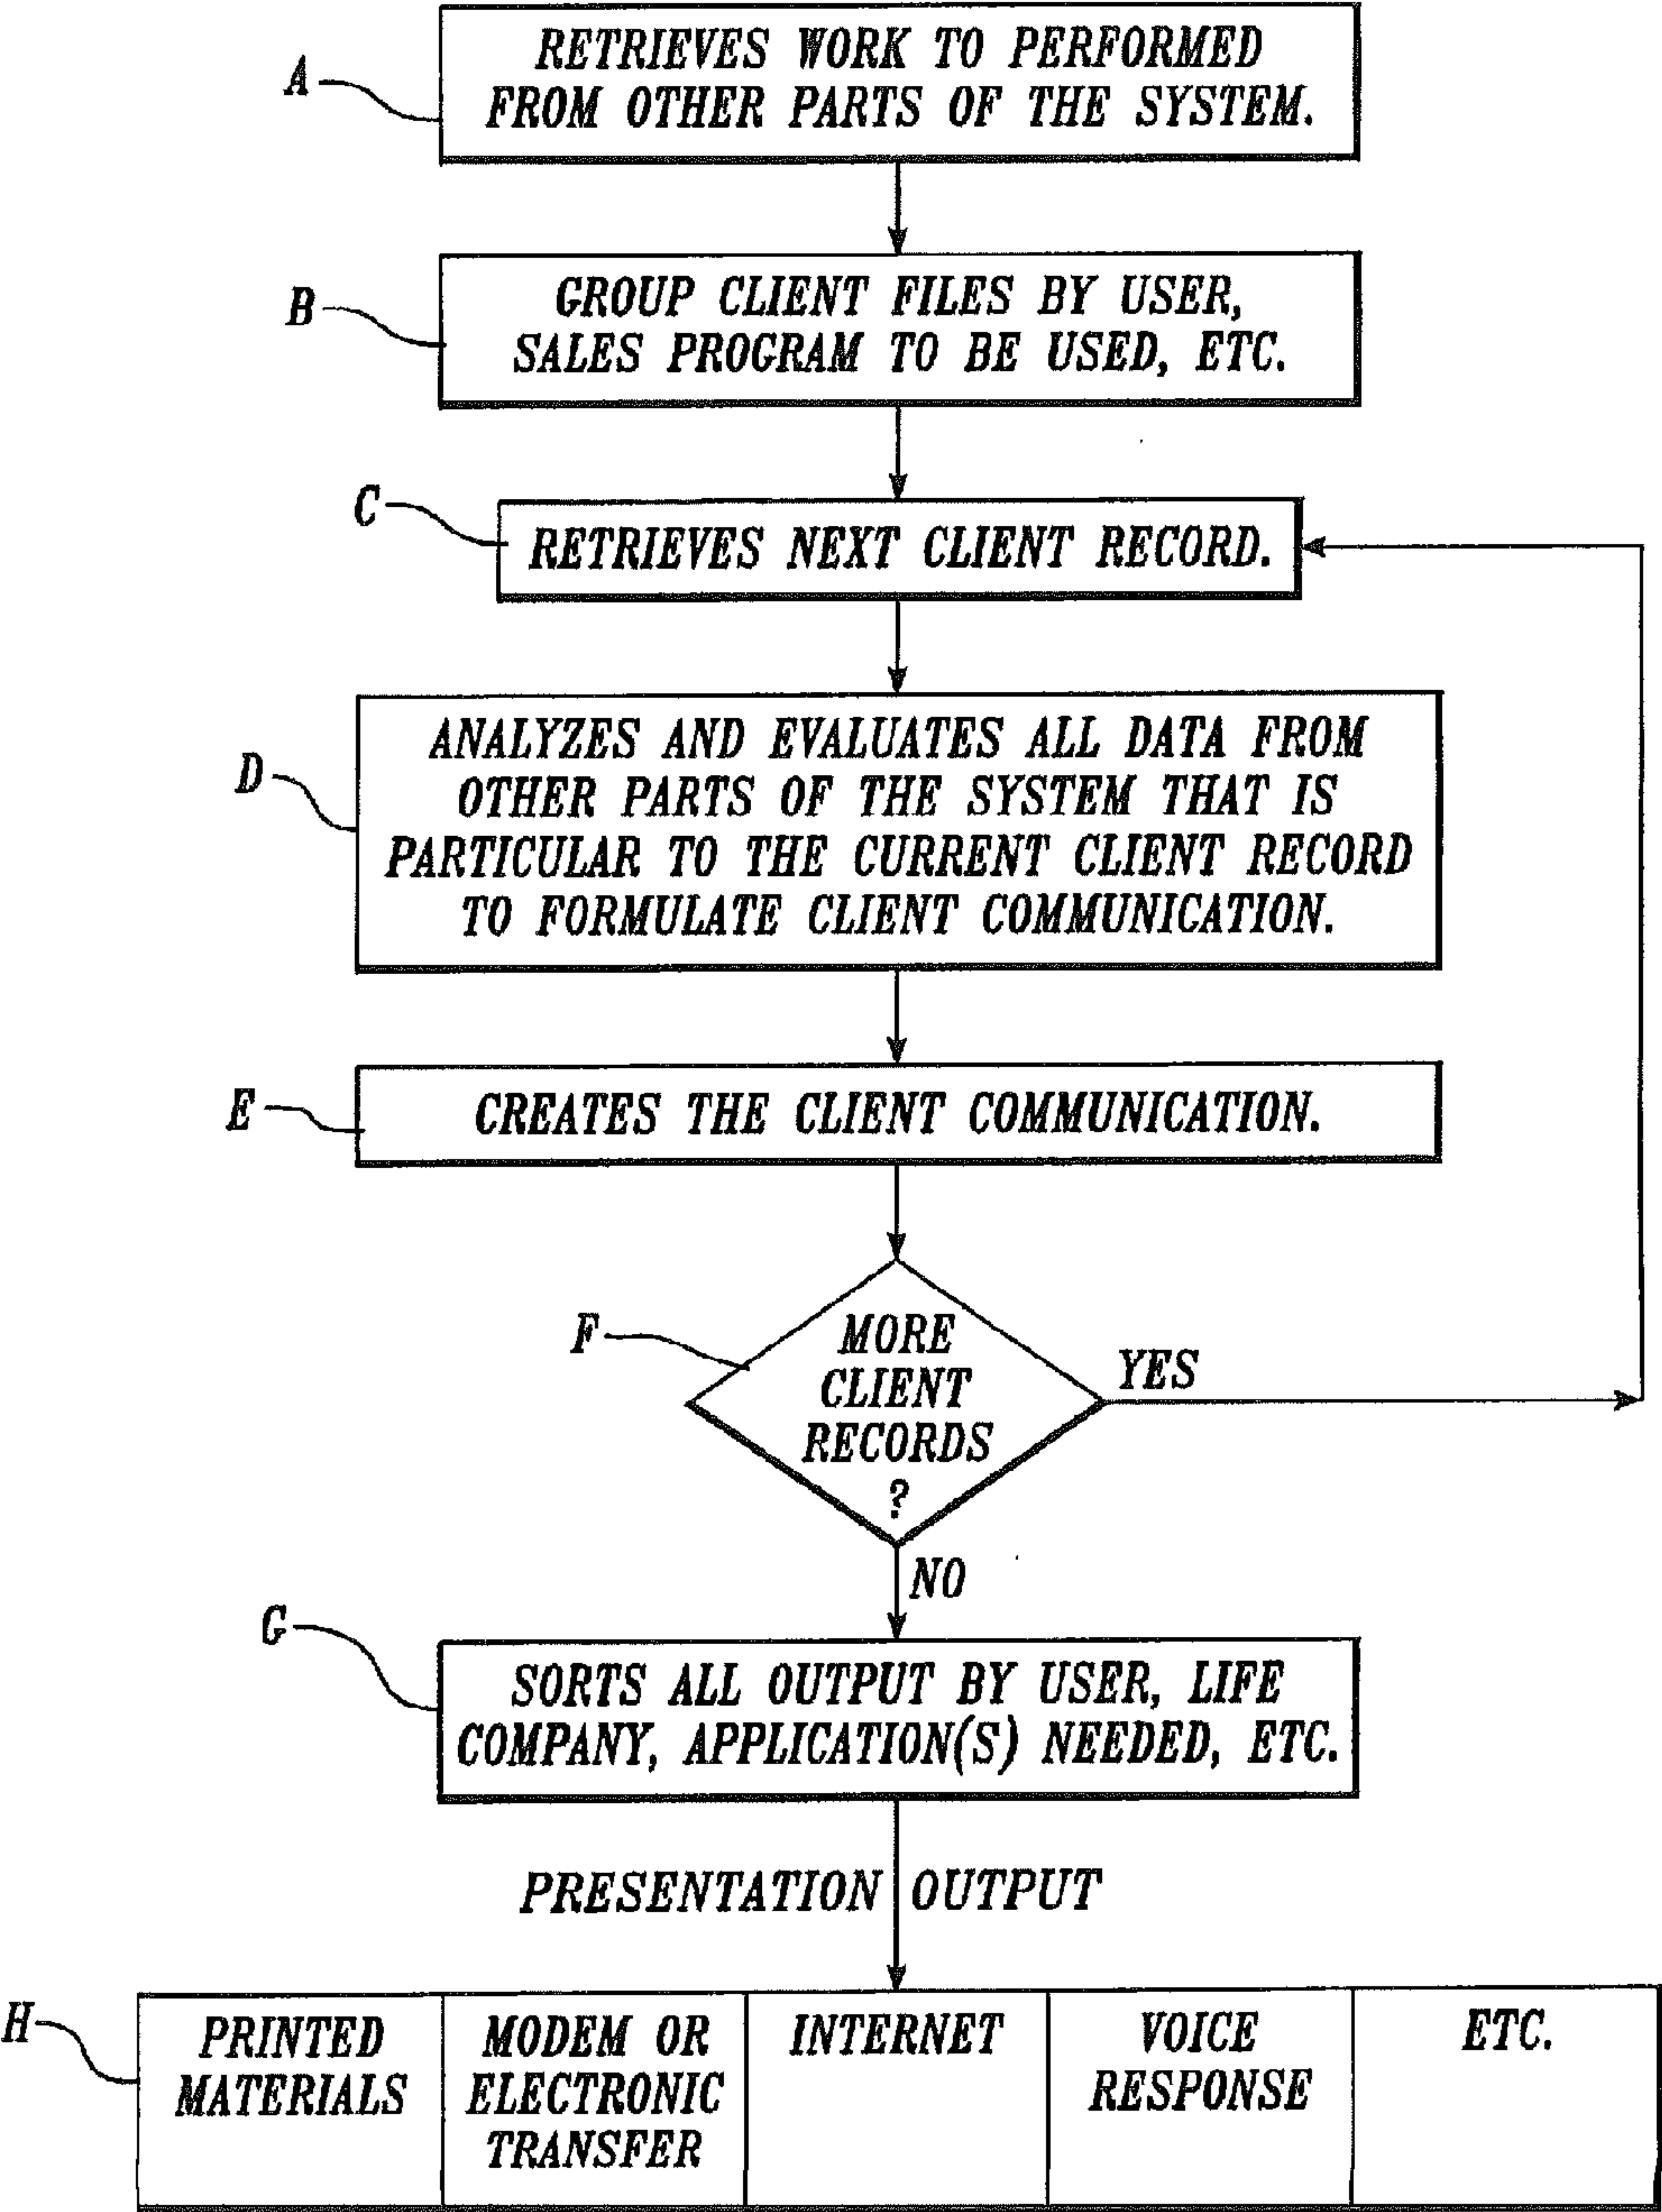 A
RETRIEVES WORK TO PERFORMED
FROM OTHER PARTS OF THE SYSTEM.
B
GROUP CLIENT FILES BY USER,
SALES PROGRAM TO BE USED, ETC.
C
RETRIEVES NEXT CLIENT RECORD.
D
ANALYZES AND EVALUATES ALL DATA FROM
OTHER PARTS OF THE SYSTEM THAT IS
PARTICULAR TO THE CURRENT CLIENT RECORD
TO FORMULATE CLIENT COMMUNICATION.
E
CREATES THE CLIENT COMMUNICATION.
F
MORE
CLIENT
RECORDS
?
YES
NO
G
SORTS ALL OUTPUT BY USER, LIFE
COMPANY, APPLICATION(S) NEEDED, ETC.
PRESENTATION OUTPUT
H
PRINTED
MATERIALS
MODEM OR
ELECTRONIC
TRANSFER
INTERNET
VOICE
RESPONSE
ETC.